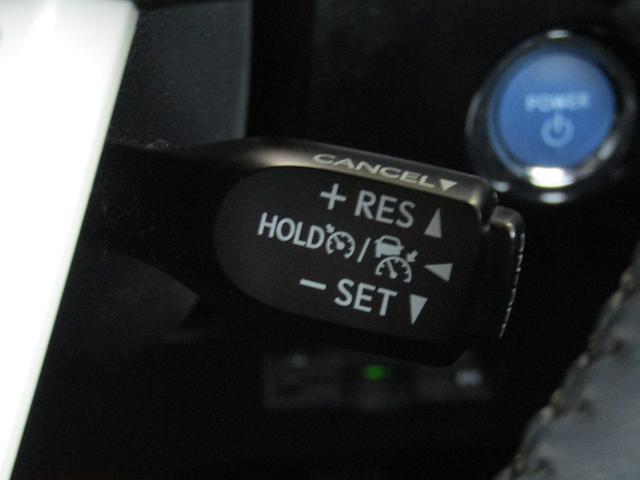 CANCEL▼
+ RES ▲
HOLD / ◀
− SET ▼
POWER